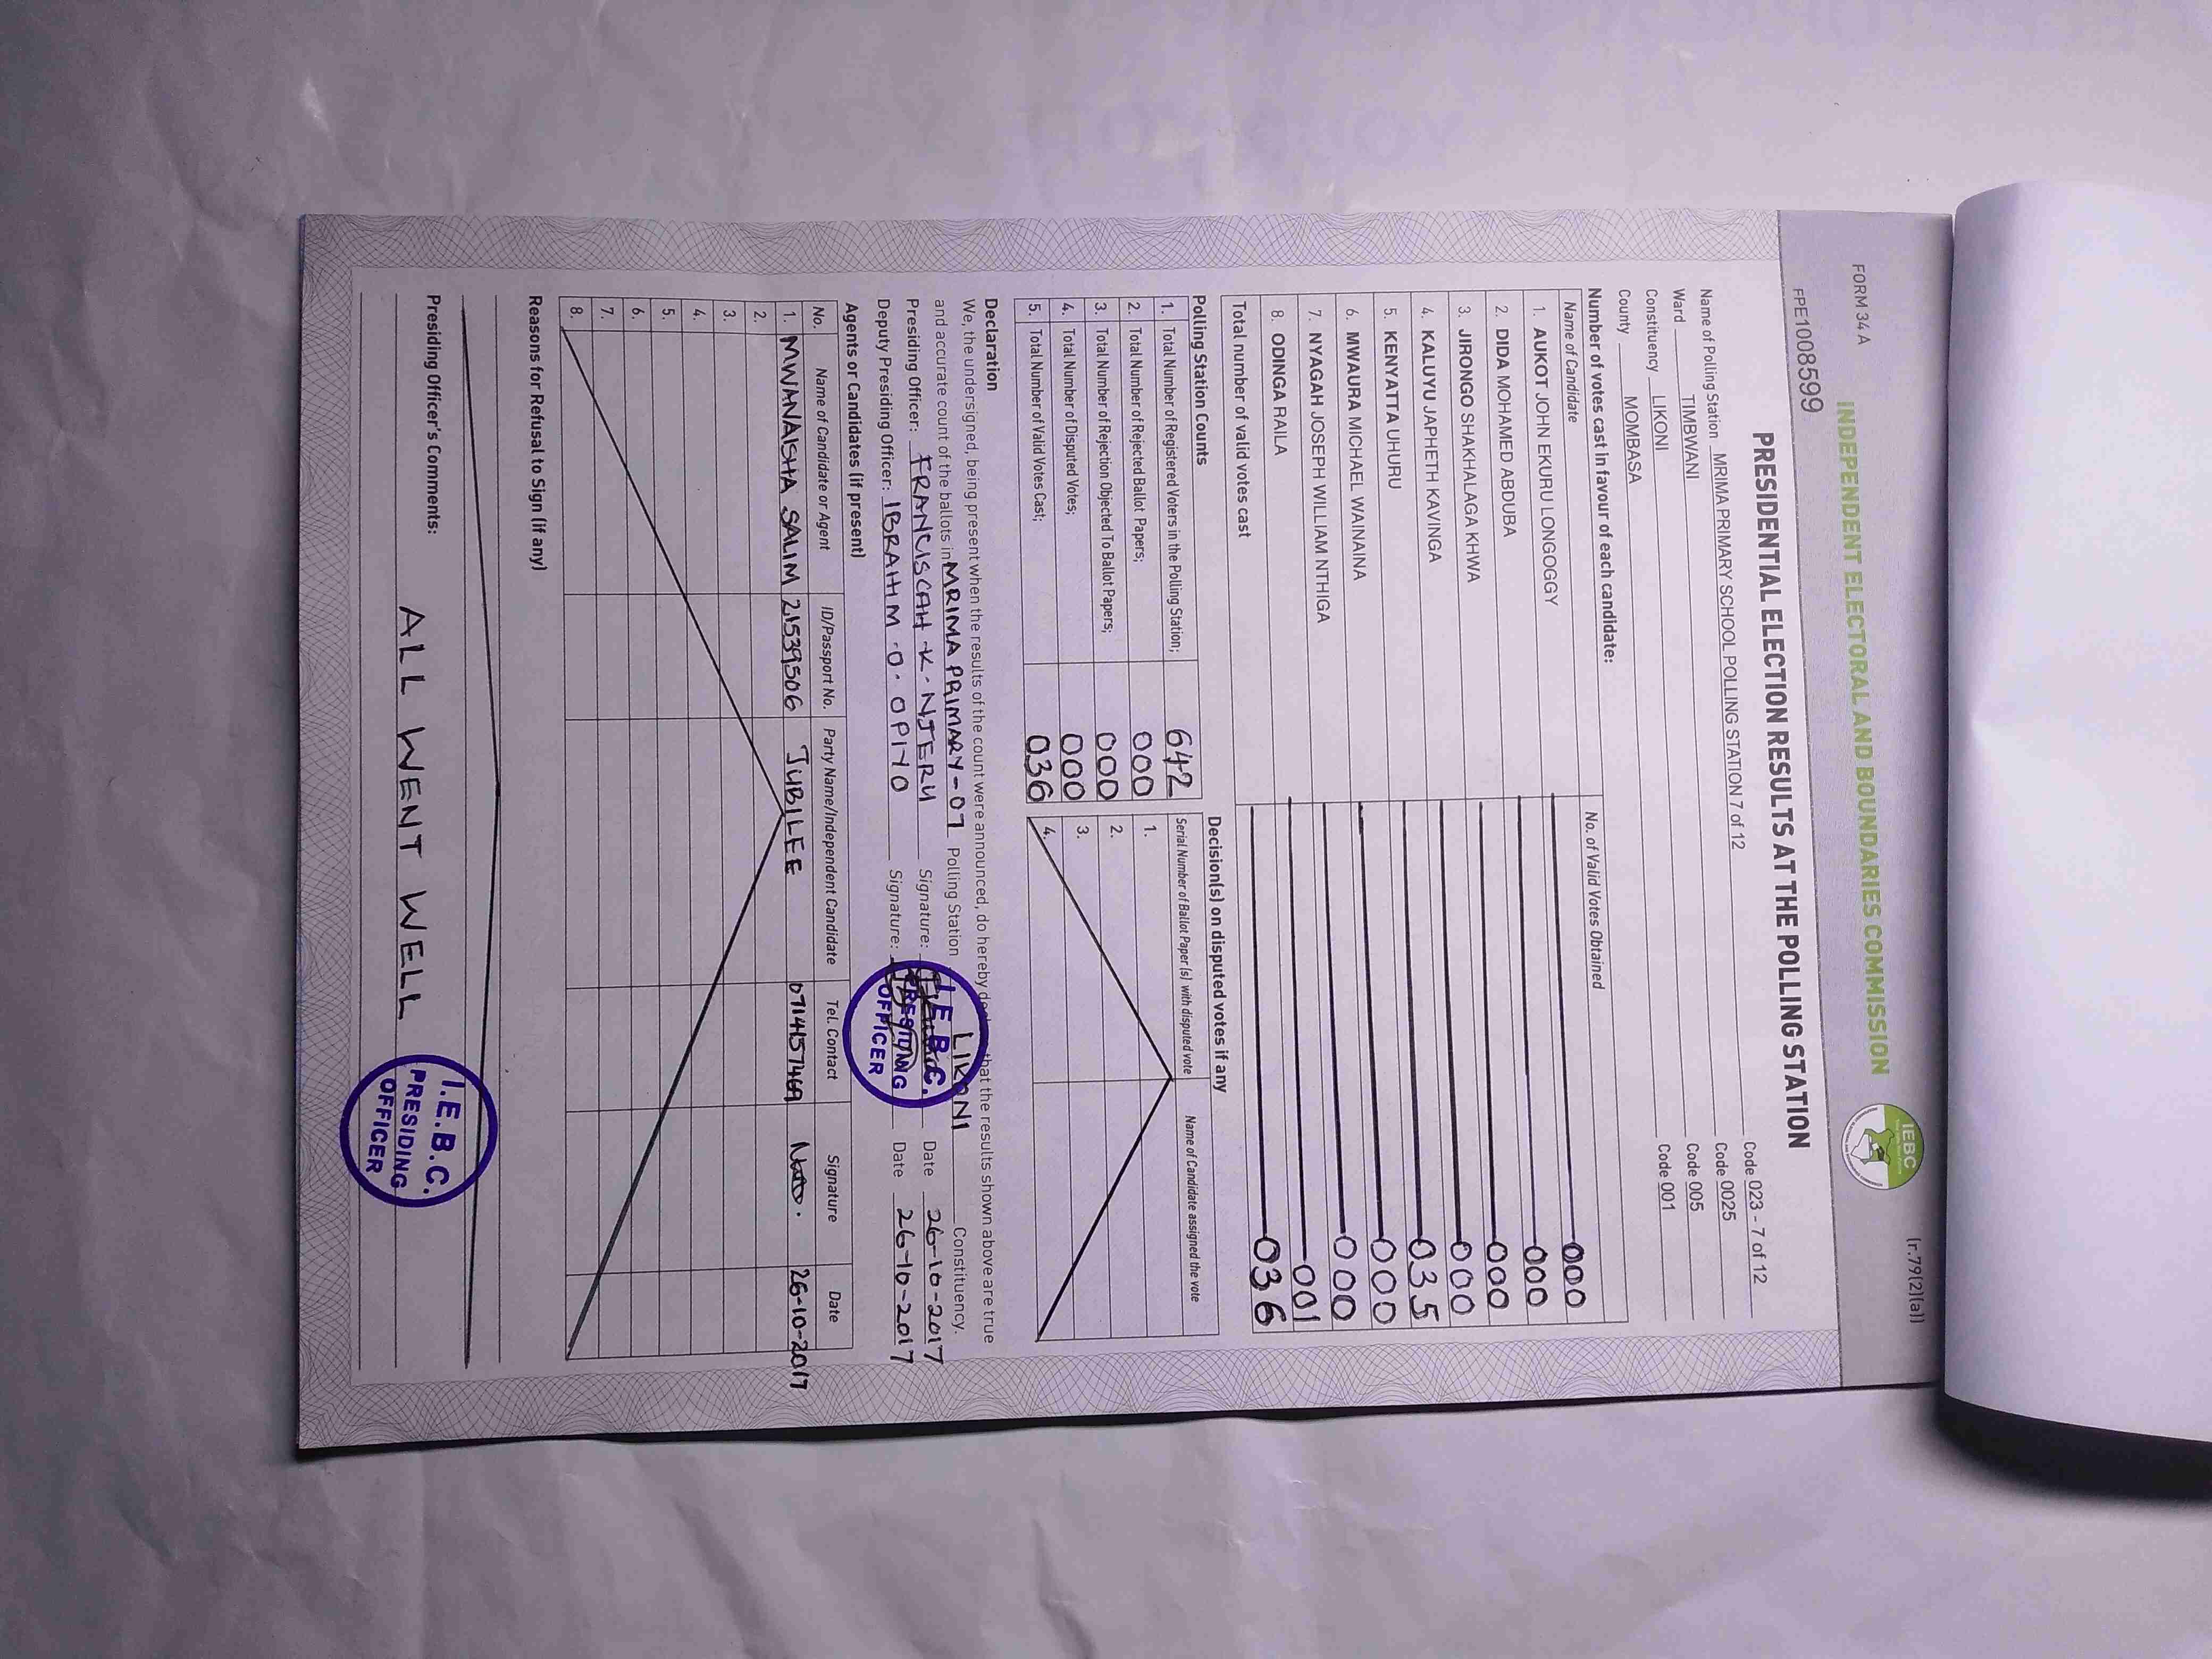 FORM 34 A
(r.79(2)(a))
INDEPENDENT ELECTORAL AND BOUNDARIES COMMISSION
IEBC
FPE1008599
PRESIDENTIAL ELECTION RESULTS AT THE POLLING STATION
Name of Polling Station MRIMA PRIMARY SCHOOL POLLING STATION 7 of 12 Code 023 - 7 of 12
Ward TIMBWANI Code 0025
Constituency LIKONI Code 005
County MOMBASA Code 001
Number of votes cast in favour of each candidate:
Name of Candidate No. of Valid Votes Obtained
1. AUKOT JOHN EKURU LONGOGGY 000
2. DIDA MOHAMED ABDUBA 000
3. JIRONGO SHAKHALAGA KHWA 000
4. KALUYU JAPHETH KAVINGA 000
5. KENYATTA UHURU 035
6. MWAURA MICHAEL WAINAINA 000
7. NYAGAH JOSEPH WILLIAM NTHIGA 000
8. ODINGA RAILA 001
Total number of valid votes cast 036
Polling Station Counts
1. Total Number of Registered Voters in the Polling Station; 642
2. Total Number of Rejected Ballot Papers; 000
3. Total Number of Rejection Objected To Ballot Papers; 000
4. Total Number of Disputed Votes; 000
5. Total Number of Valid Votes Cast; 036
Decision(s) on disputed votes if any
Serial Number of Ballot Paper (s) with disputed vote Name of Candidate assigned the vote
1.
2.
3.
4.
Declaration
We, the undersigned, being present when the results of the count were announced, do hereby that the results shown above are true
and accurate count of the ballots in MRIMA PRIMARY-07 Polling Station LIKONI Constituency.
Presiding Officer: FRANCISCAH -K- NJERU Signature: Date 26-10-2017
Deputy Presiding Officer: IBRAHIM -O- OPIYO Signature: Date 26-10-2017
I.E.B.C.
PRESIDING
OFFICER
Agents or Candidates (if present)
No. Name of Candidate or Agent ID/Passport No. Party Name/Independent Candidate Tel. Contact Signature Date
1. MWANAISHA SALIM 21539506 JUBILEE 0714157469 26-10-2017
2.
3.
4.
5.
6.
7.
8.
Reasons for Refusal to Sign (if any)
Presiding Officer's Comments:
ALL WENT WELL
I.E.B.C.
PRESIDING
OFFICER